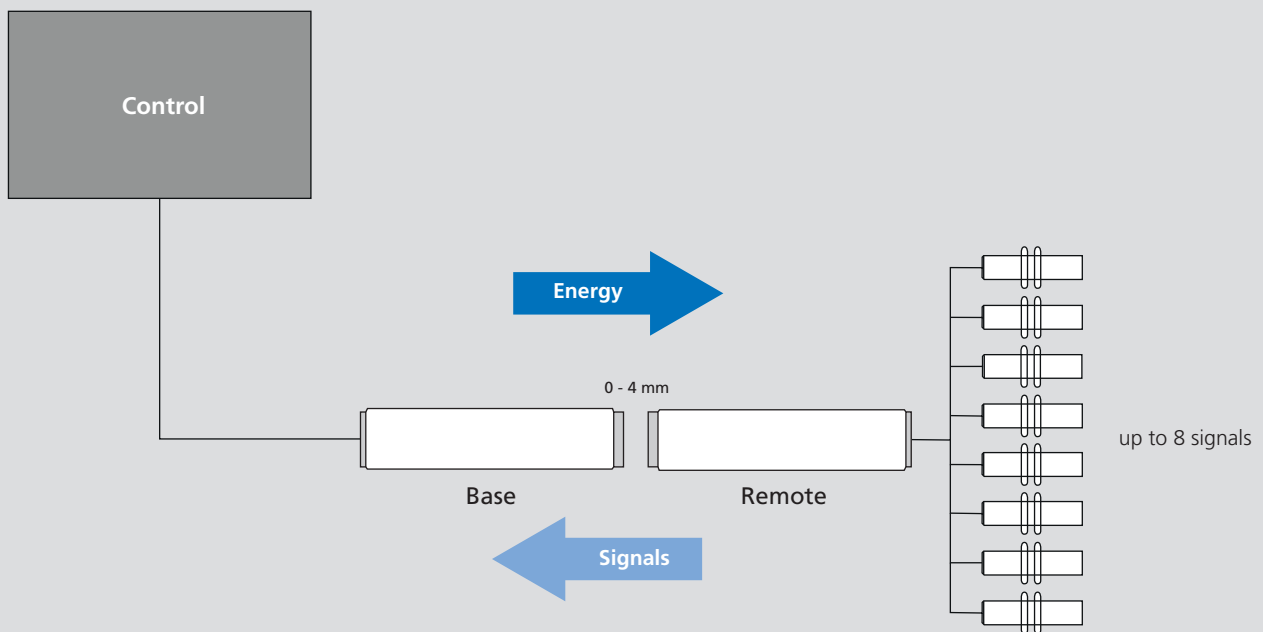 Control
Energy
0 - 4 mm
up to 8 signals
Base
Remote
Signals